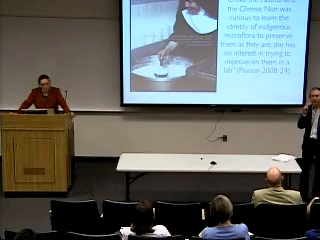 the Cheese Nun was
curious to learn the
identity of indigenous
microflora to preserve
them as they are; she has
no interest in trying to
improve on them in a
lab" (Paxson 2008: 24)